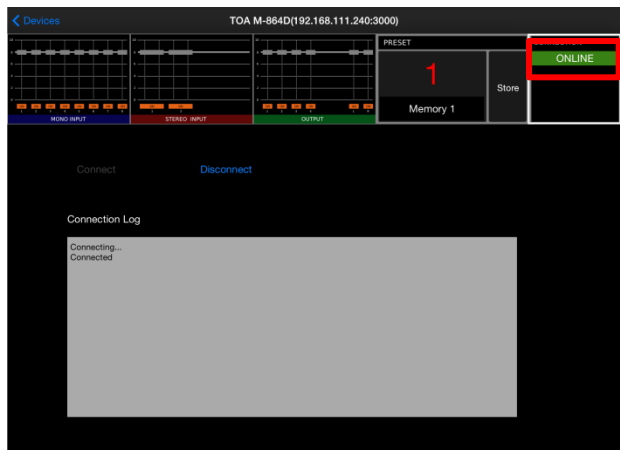 Devices
TOA M-864D(192.168.111.240:3000)
PRESET
ONLINE
1
Store
Memory 1
MONO INPUT
STEREO INPUT
OUTPUT
Connect
Disconnect
Connection Log
Connecting...
Connected